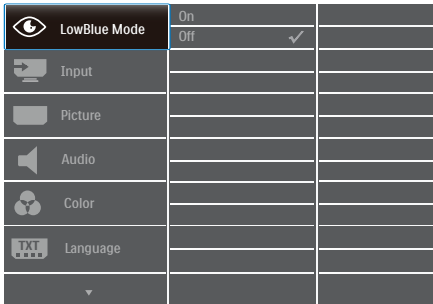 LowBlue Mode
On
Off
Input
Picture
Audio
Color
TXT
Language